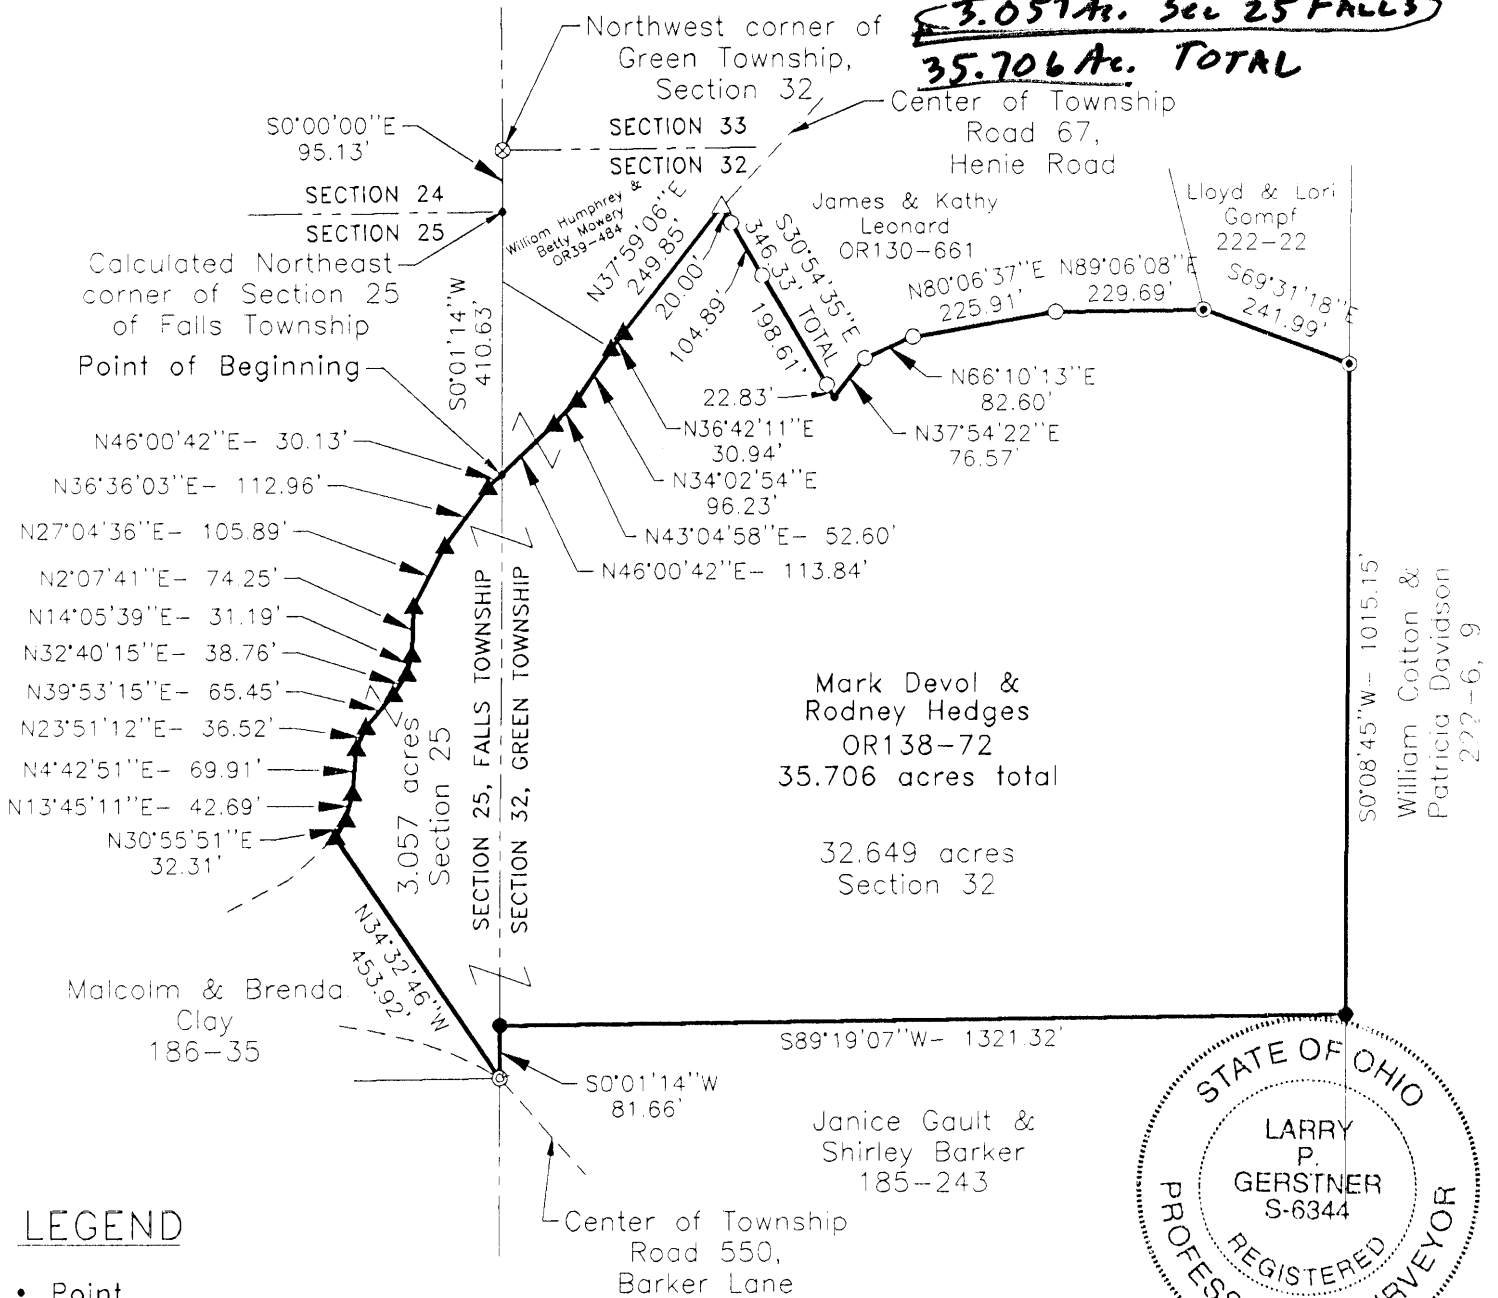 3.057 Ac. Sec 25 FALLS
35.706 Ac. TOTAL
Northwest corner of
Green Township,
Section 32
Center of Township
Road 67,
Henie Road
S0°00'00"E
95.13'
SECTION 33
SECTION 32
SECTION 24
SECTION 25
Calculated Northeast
corner of Section 25
of Falls Township
Point of Beginning
S0°01'14"W
410.63'
William Humphrey &
Betty Mowery
OR39-484
N37°59'06"E
249.85'
20.00'
104.89'
S30°54'35"E
346.33' TOTAL
198.61'
22.83'
James & Kathy
Leonard
OR130-661
Lloyd & Lori
Gompf
222-22
N80°06'37"E
225.91'
N89°06'08"E
229.69'
S69°31'18"E
241.99'
N66°10'13"E
82.60'
N37°54'22"E
76.57'
N36°42'11"E
30.94'
N34°02'54"E
96.23'
N43°04'58"E- 52.60'
N46°00'42"E- 113.84'
N46°00'42"E- 30.13'
N36°36'03"E- 112.96'
N27°04'36"E- 105.89'
N2°07'41"E- 74.25'
N14°05'39"E- 31.19'
N32°40'15"E- 38.76'
N39°53'15"E- 65.45'
N23°51'12"E- 36.52'
N4°42'51"E- 69.91'
N13°45'11"E- 42.69'
N30°55'51"E
32.31'
3.057 acres
Section 25
SECTION 25, FALLS TOWNSHIP
SECTION 32, GREEN TOWNSHIP
Mark Devol &
Rodney Hedges
OR138-72
35.706 acres total
32.649 acres
Section 32
S0°08'45"W- 1015.15'
William Cotton &
Patricia Davidson
222-6, 9
N34°32'46"W
453.92'
Malcolm & Brenda
Clay
186-35
S89°19'07"W- 1321.32'
S0°01'14"W
81.66'
Janice Gault &
Shirley Barker
185-243
Center of Township
Road 550,
Barker Lane
STATE OF OHIO
LARRY
P.
GERSTNER
S-6344
REGISTERED
LEGEND
• Point